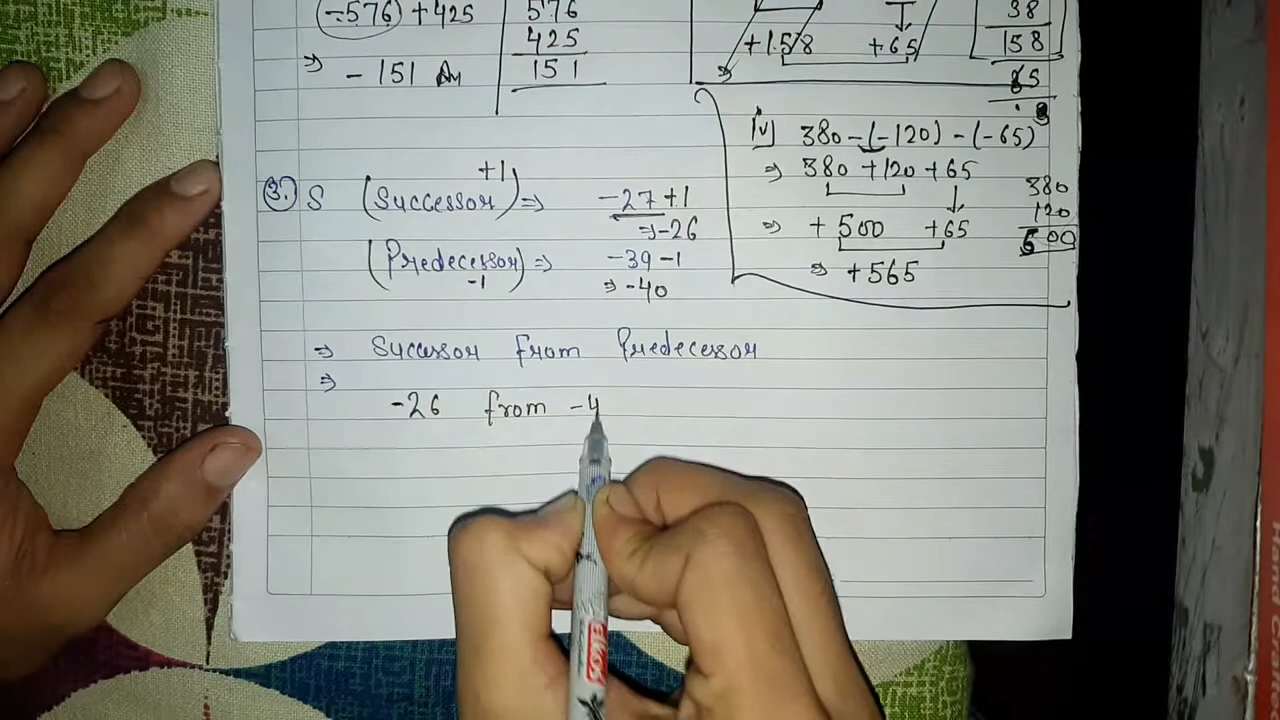 (-576) + 425
⇒ - 151 Ans
576
425
151
+158 +65
38
158
65
3. S (Successor) ⇒ -27 +1
+1
⇒ -26
(Predecessor) ⇒ -39 -1
-1
⇒ -40
⇒ Successor from Predecessor
⇒
-26 from -4
iv) 380 - (-120) - (-65)
⇒ 380 + 120 + 65
⇒ + 500 + 65
⇒ + 565
380
120
500